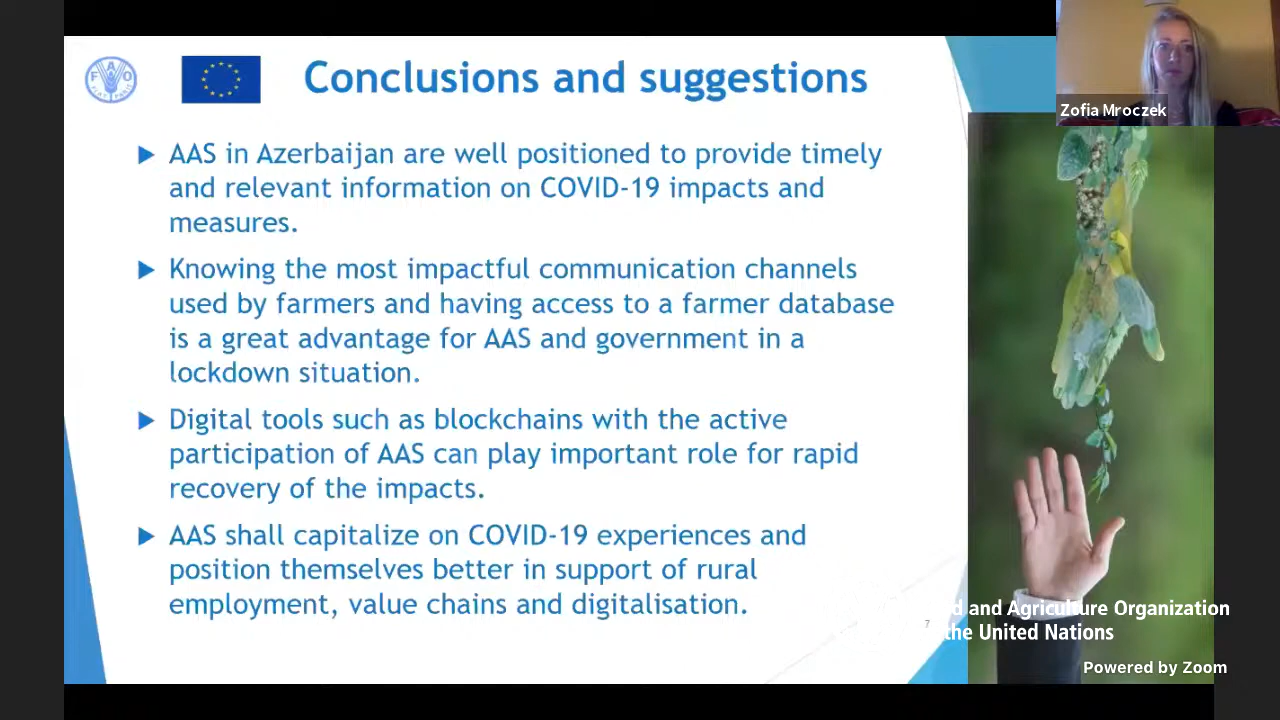 Conclusions and suggestions
Zofia Mroczek
AAS in Azerbaijan are well positioned to provide timely
and relevant information on COVID-19 impacts and
measures.
Knowing the most impactful communication channels
used by farmers and having access to a farmer database
is a great advantage for AAS and government in a
lockdown situation.
Digital tools such as blockchains with the active
participation of AAS can play important role for rapid
recovery of the impacts.
AAS shall capitalize on COVID-19 experiences and
position themselves better in support of rural
employment, value chains and digitalisation.
7
and Agriculture Organization
the United Nations
Powered by Zoom